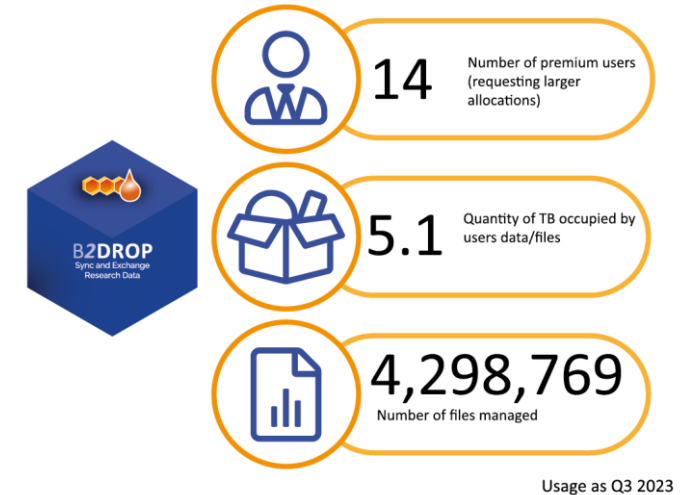 14
Number of premium users
(requesting larger
allocations)
B2DROP
Sync and Exchange
Research Data
5.1
Quantity of TB occupied by
users data/files
4,298,769
Number of files managed
Usage as Q3 2023